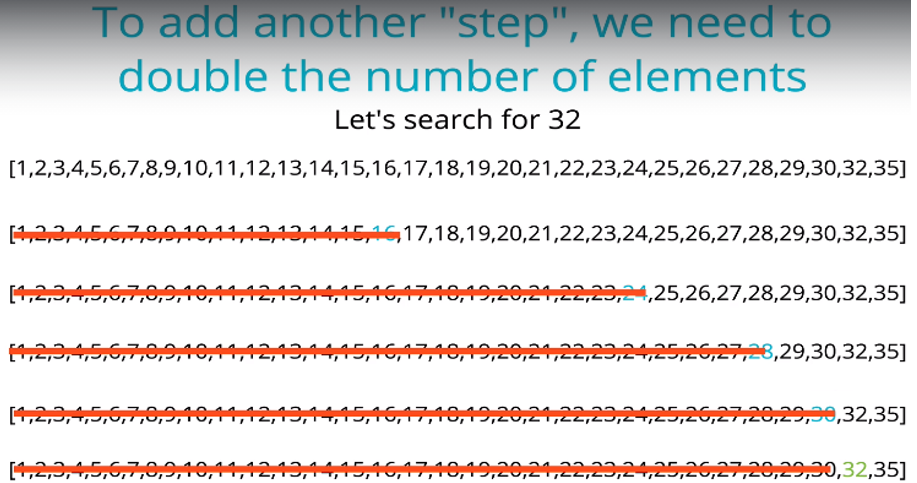 To add another "step", we need to
double the number of elements
Let's search for 32
[1,2,3,4,5,6,7,8,9,10,11,12,13,14,15,16,17,18,19,20,21,22,23,24,25,26,27,28,29,30,32,35]
[1,2,3,4,5,6,7,8,9,10,11,12,13,14,15,16,17,18,19,20,21,22,23,24,25,26,27,28,29,30,32,35]
[1,2,3,4,5,6,7,8,9,10,11,12,13,14,15,16,17,18,19,20,21,22,23,24,25,26,27,28,29,30,32,35]
[1,2,3,4,5,6,7,8,9,10,11,12,13,14,15,16,17,18,19,20,21,22,23,24,25,26,27,28,29,30,32,35]
[1,2,3,4,5,6,7,8,9,10,11,12,13,14,15,16,17,18,19,20,21,22,23,24,25,26,27,28,29,30,32,35]
[1,2,3,4,5,6,7,8,9,10,11,12,13,14,15,16,17,18,19,20,21,22,23,24,25,26,27,28,29,30,32,35]